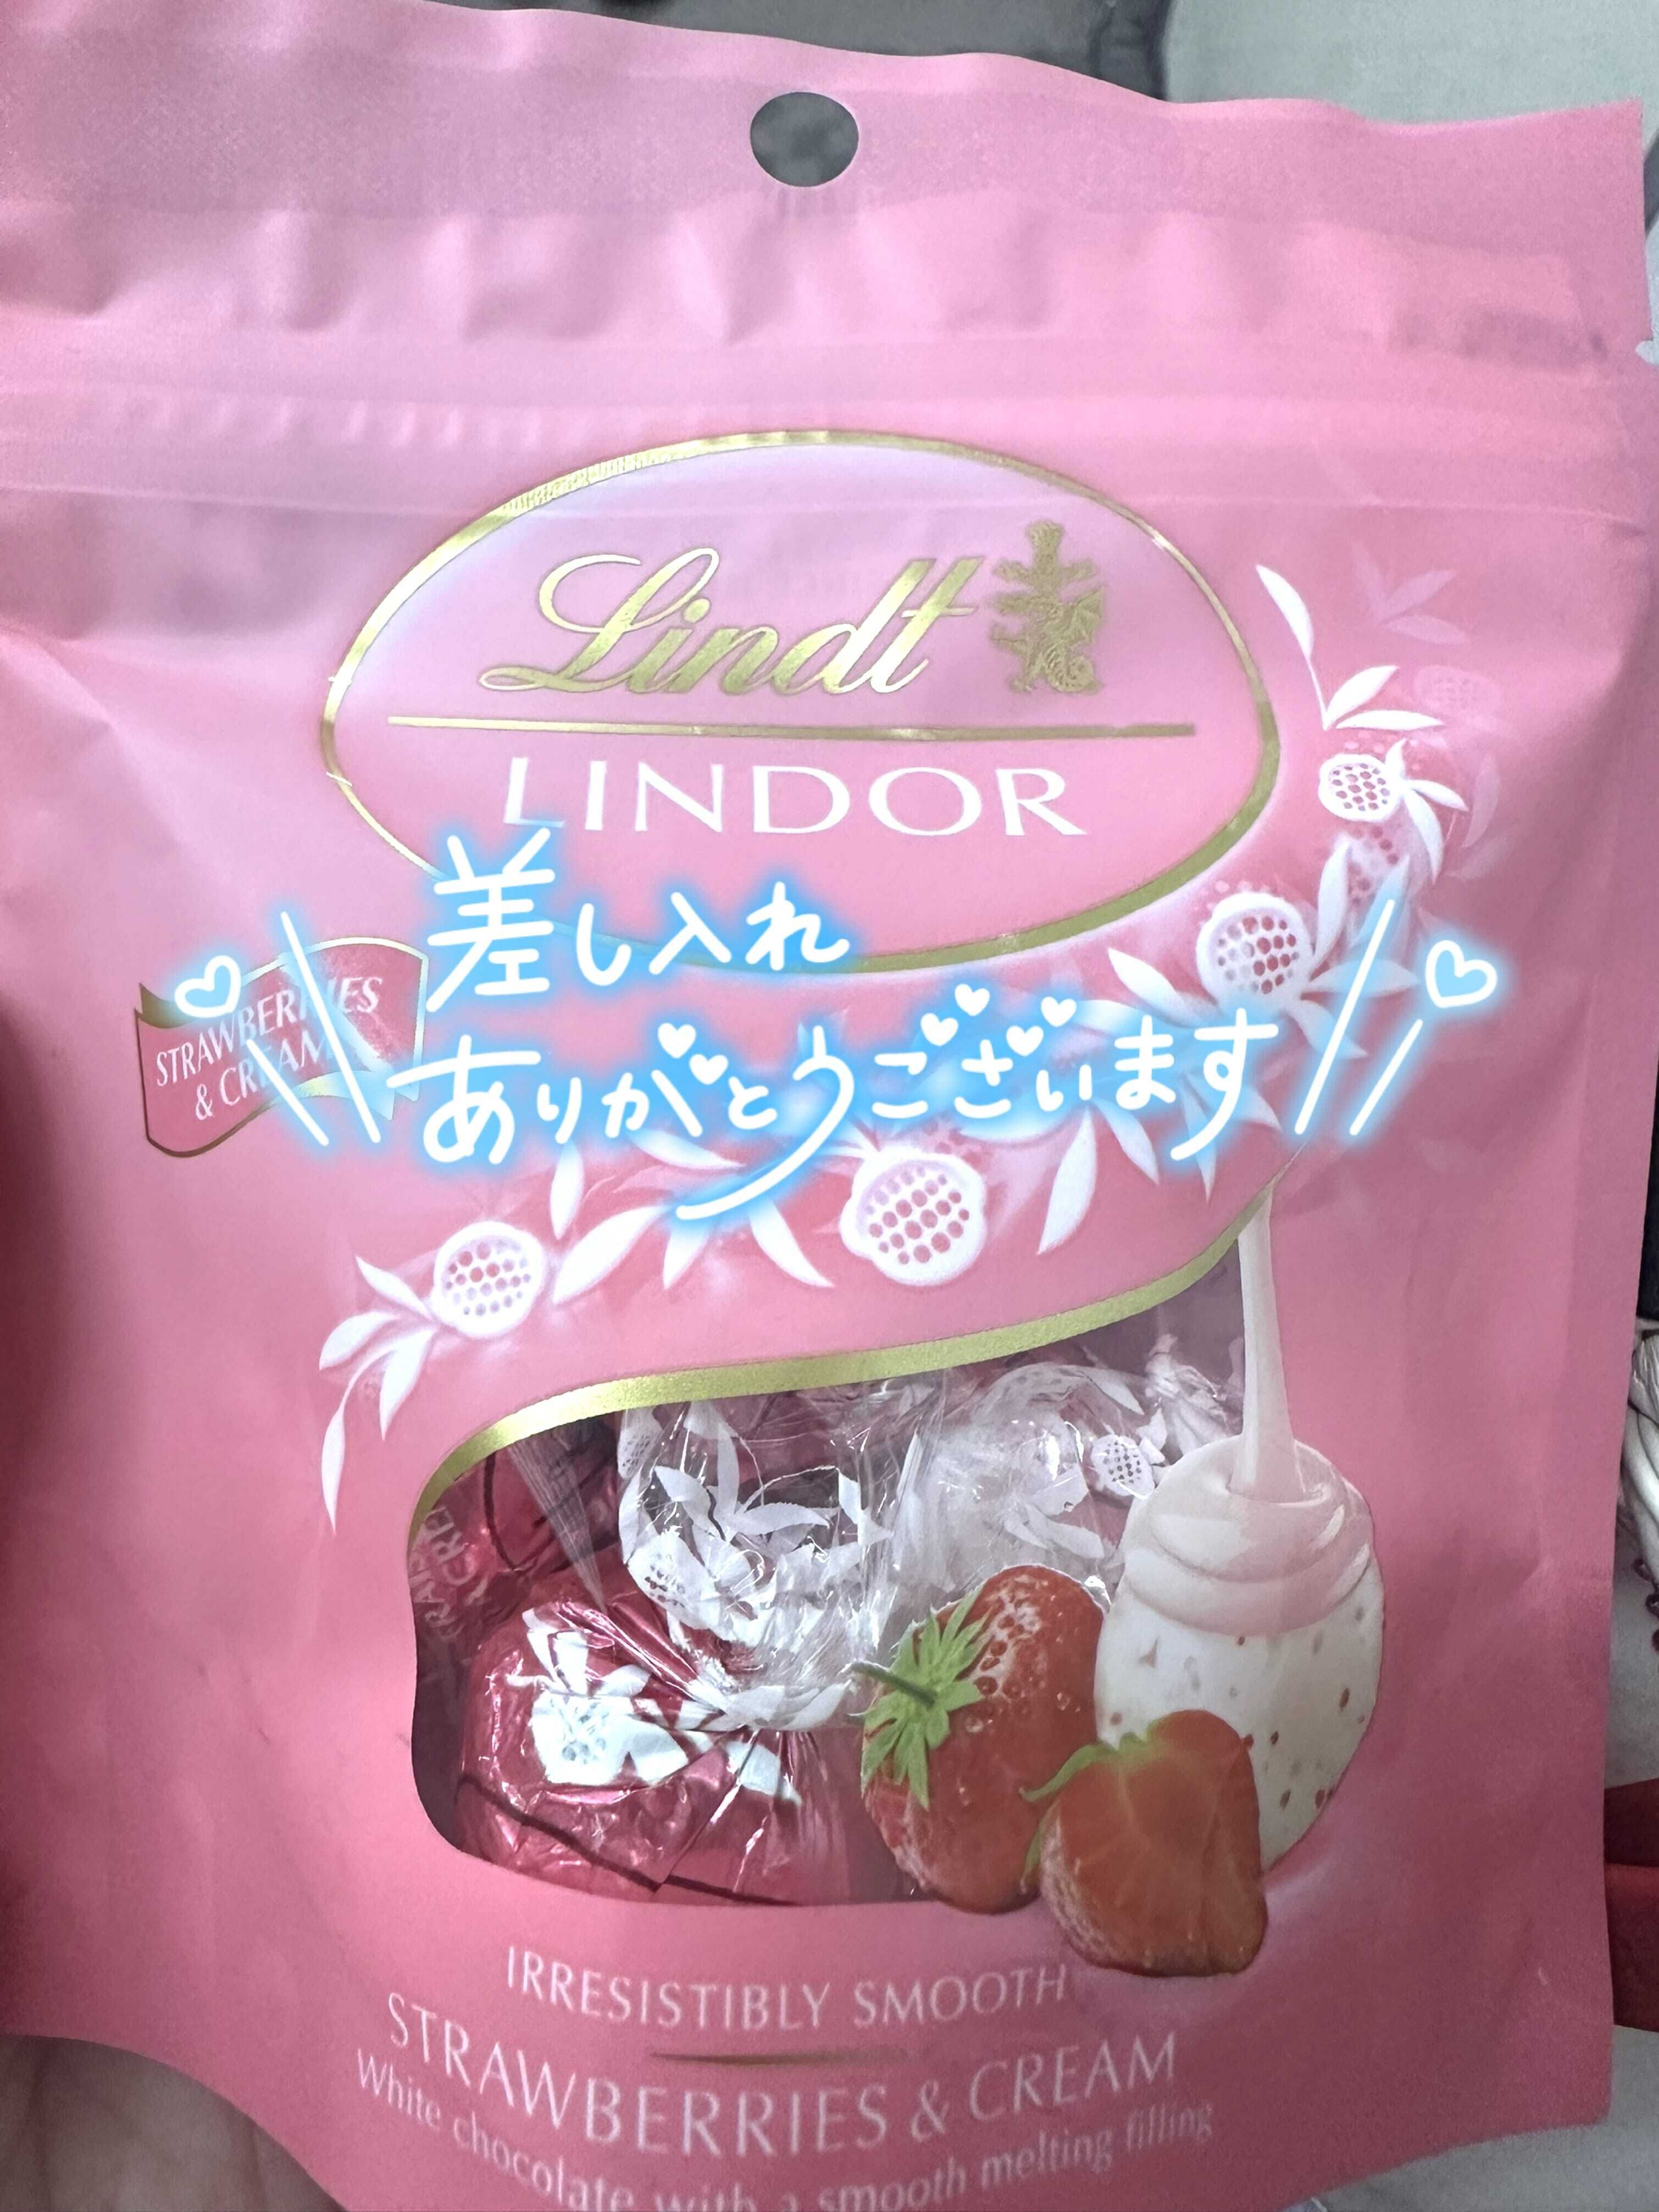 Lindt
LINDOR
差し入れ
ありがとうございます
STRAWBERRIES
& CREAM
IRRESISTIBLY SMOOTH
STRAWBERRIES & CREAM
White chocolate with a smooth melting filling